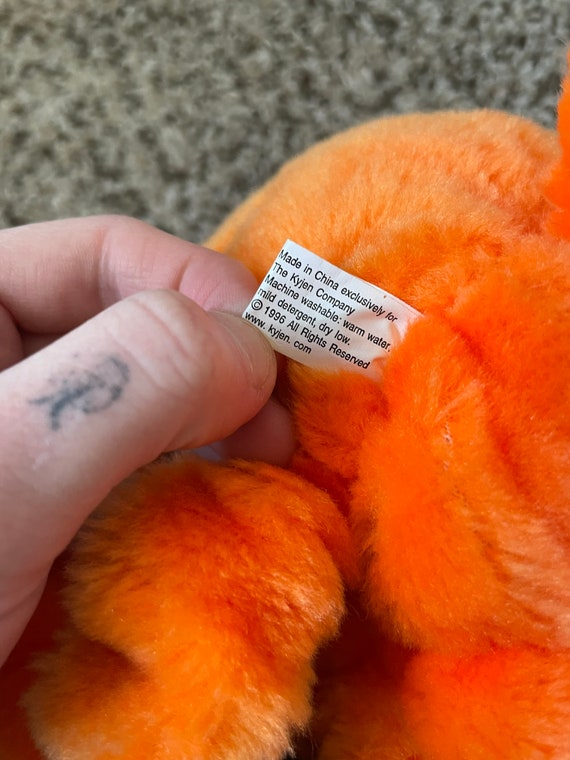 Made in China exclusively for
The Kyjen Company
Machine washable: warm water,
mild detergent, dry low.
© 1996 All Rights Reserved
www. kyjen. com